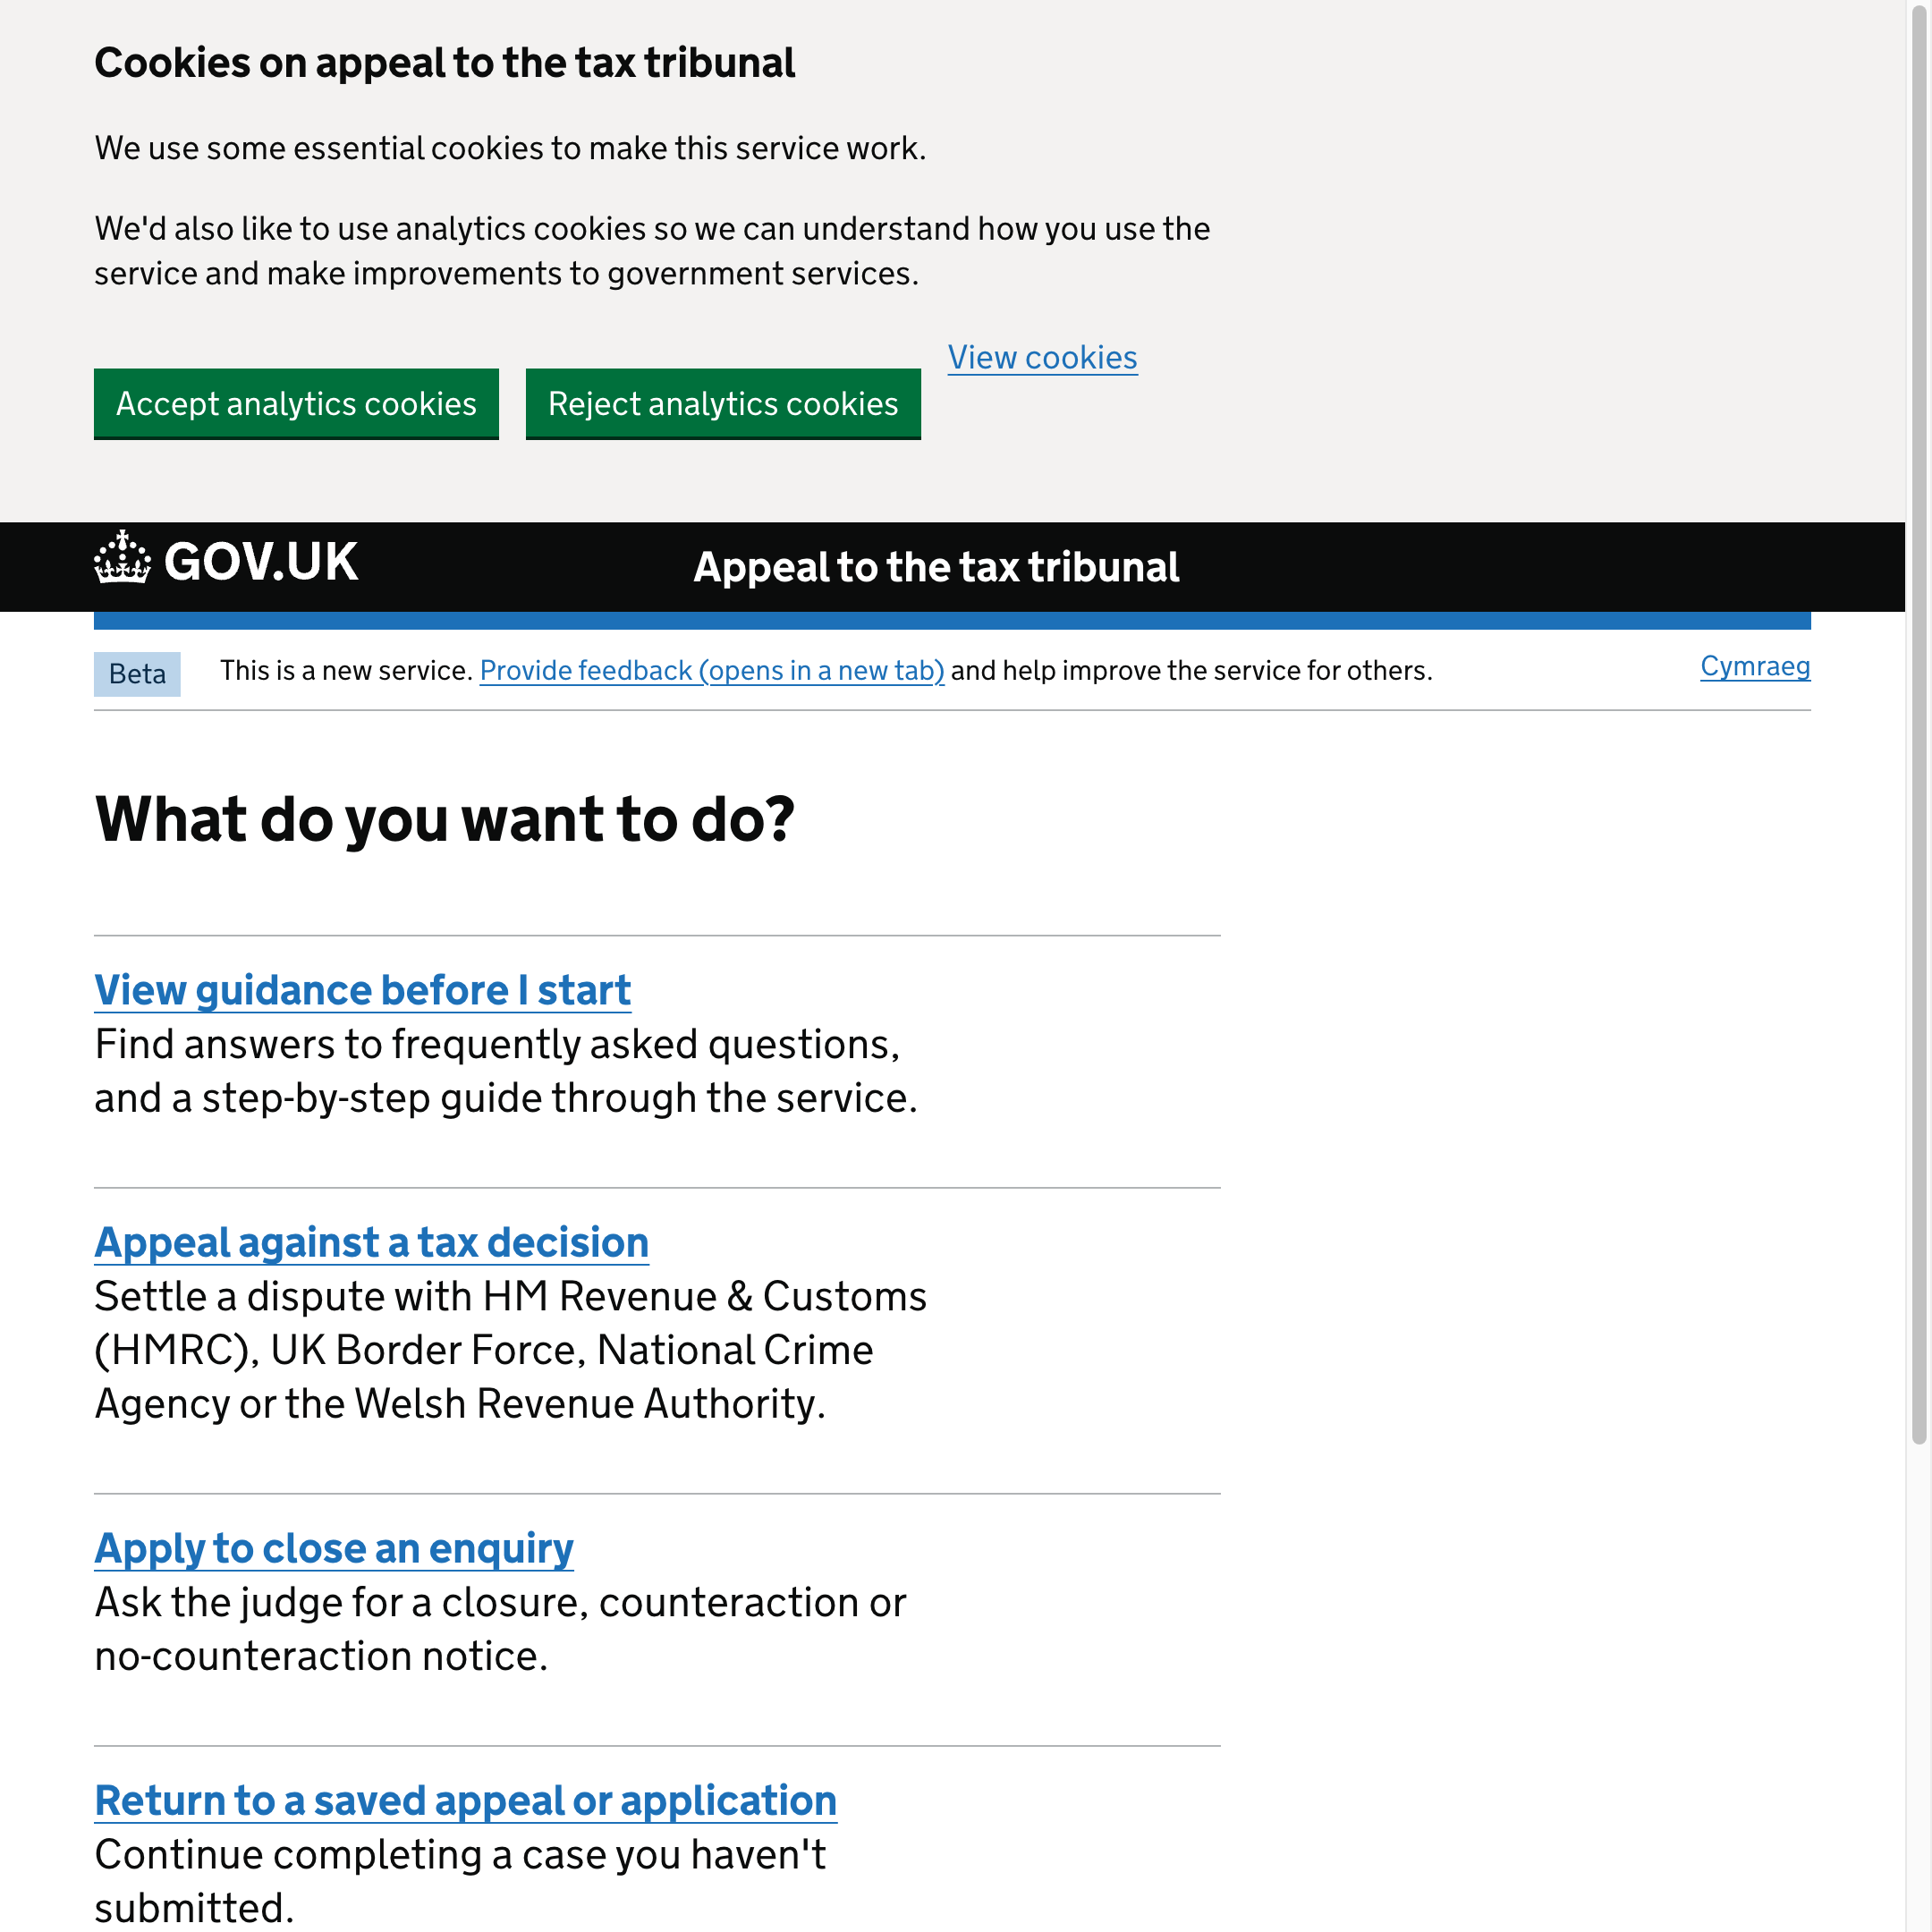 Cookies on appeal to the tax tribunal
We use some essential cookies to make this service work.
We'd also like to use analytics cookies so we can understand how you use the
service and make improvements to government services.
Accept analytics cookies
Reject analytics cookies
View cookies
GOV.UK
Appeal to the tax tribunal
Beta
This is a new service. Provide feedback (opens in a new tab) and help improve the service for others.
Cymraeg
What do you want to do?
View guidance before I start
Find answers to frequently asked questions,
and a step-by-step guide through the service.
Appeal against a tax decision
Settle a dispute with HM Revenue & Customs
(HMRC), UK Border Force, National Crime
Agency or the Welsh Revenue Authority.
Apply to close an enquiry
Ask the judge for a closure, counteraction or
no-counteraction notice.
Return to a saved appeal or application
Continue completing a case you haven't
submitted.